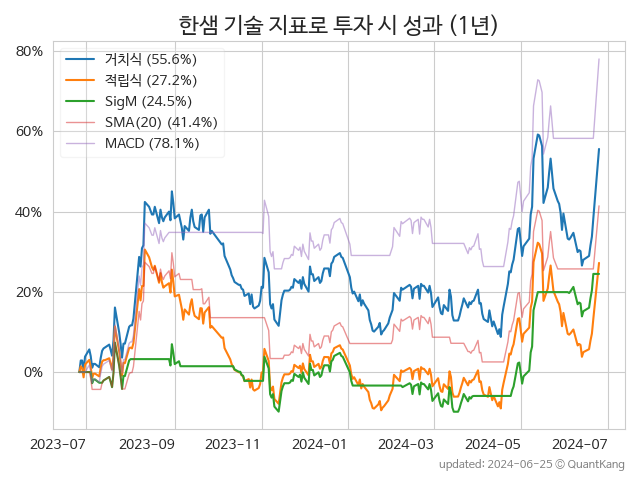 한샘 기술 지표로 투자 시 성과 (1년)
거치식 (55.6%)
적립식 (27.2%)
SigM (24.5%)
SMA(20) (41.4%)
MACD (78.1%)
80%
60%
40%
20%
0%
2023-07 2023-09 2023-11 2024-01 2024-03 2024-05 2024-07
updated: 2024-06-25 © QuantKang